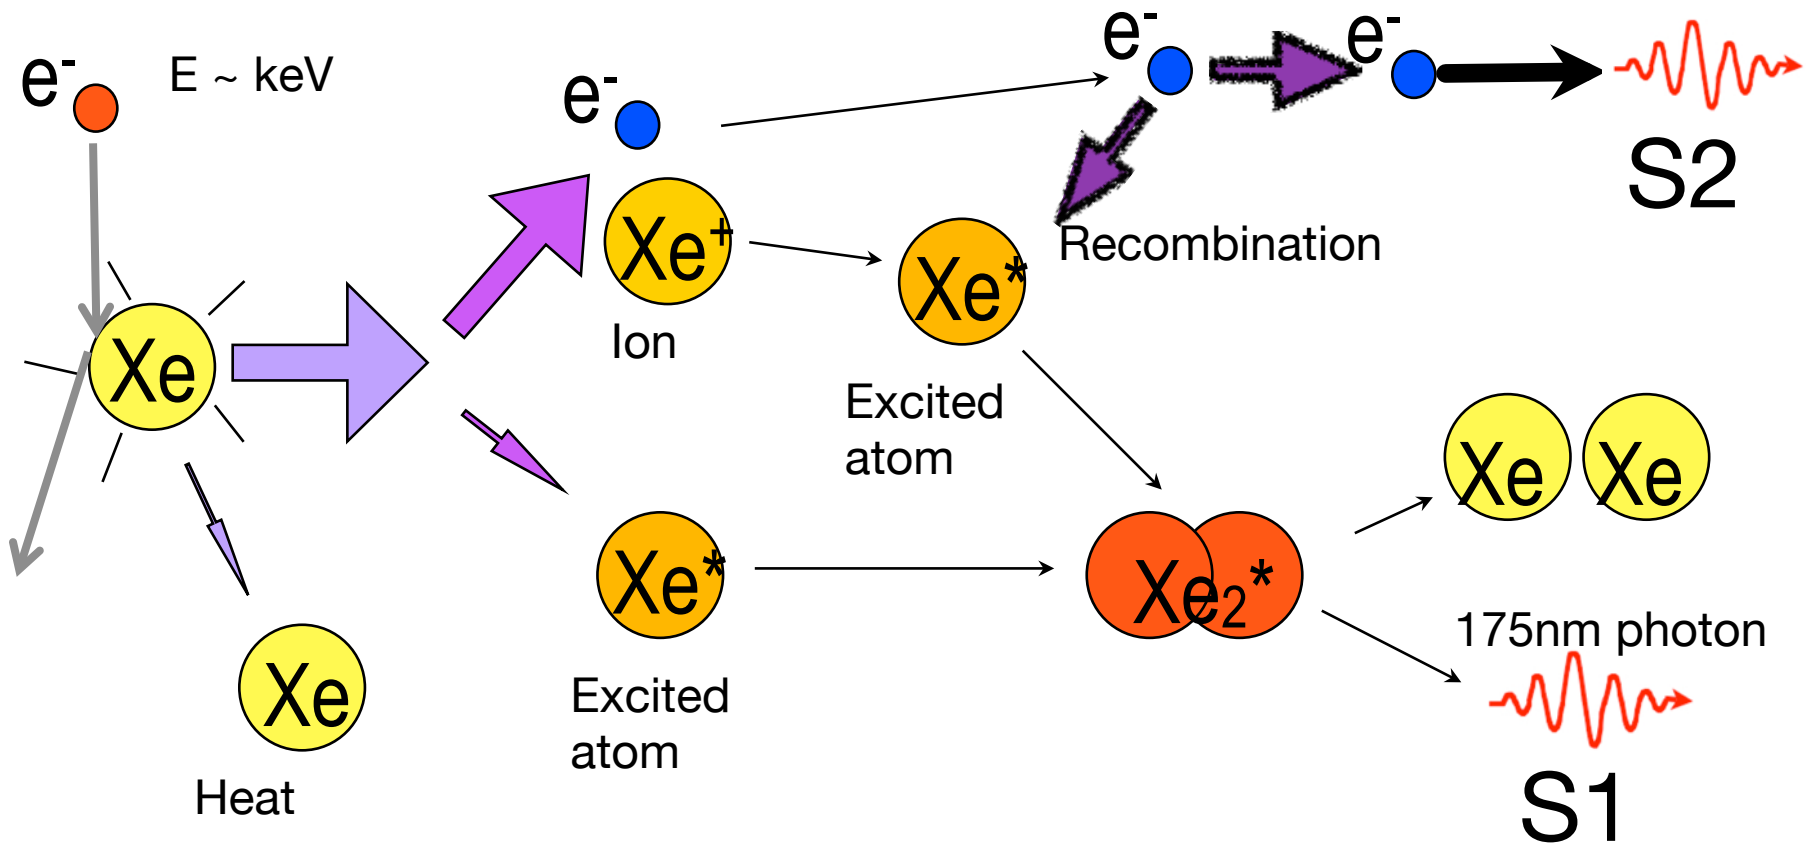 e-
E ~ keV
e-
e-
e-
S2
Xe+
Recombination
Xe*
Ion
Xe
Excited
atom
Xe
Xe
Xe*
Xe2*
175nm photon
Xe
Excited
atom
Heat
S1